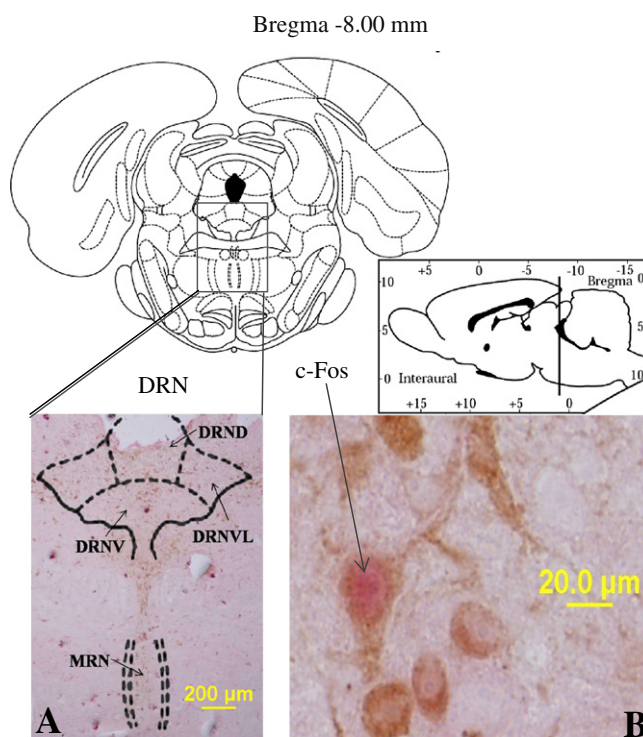 Bregma -8.00 mm
+5 0 -5 -10 -15
Bregma
10
5
0 Interaural
5
10
+15 +10 +5 0
DRN
c-Fos
DRND
DRNV
DRNVL
MRN
200 µm
A
20.0 µm
B